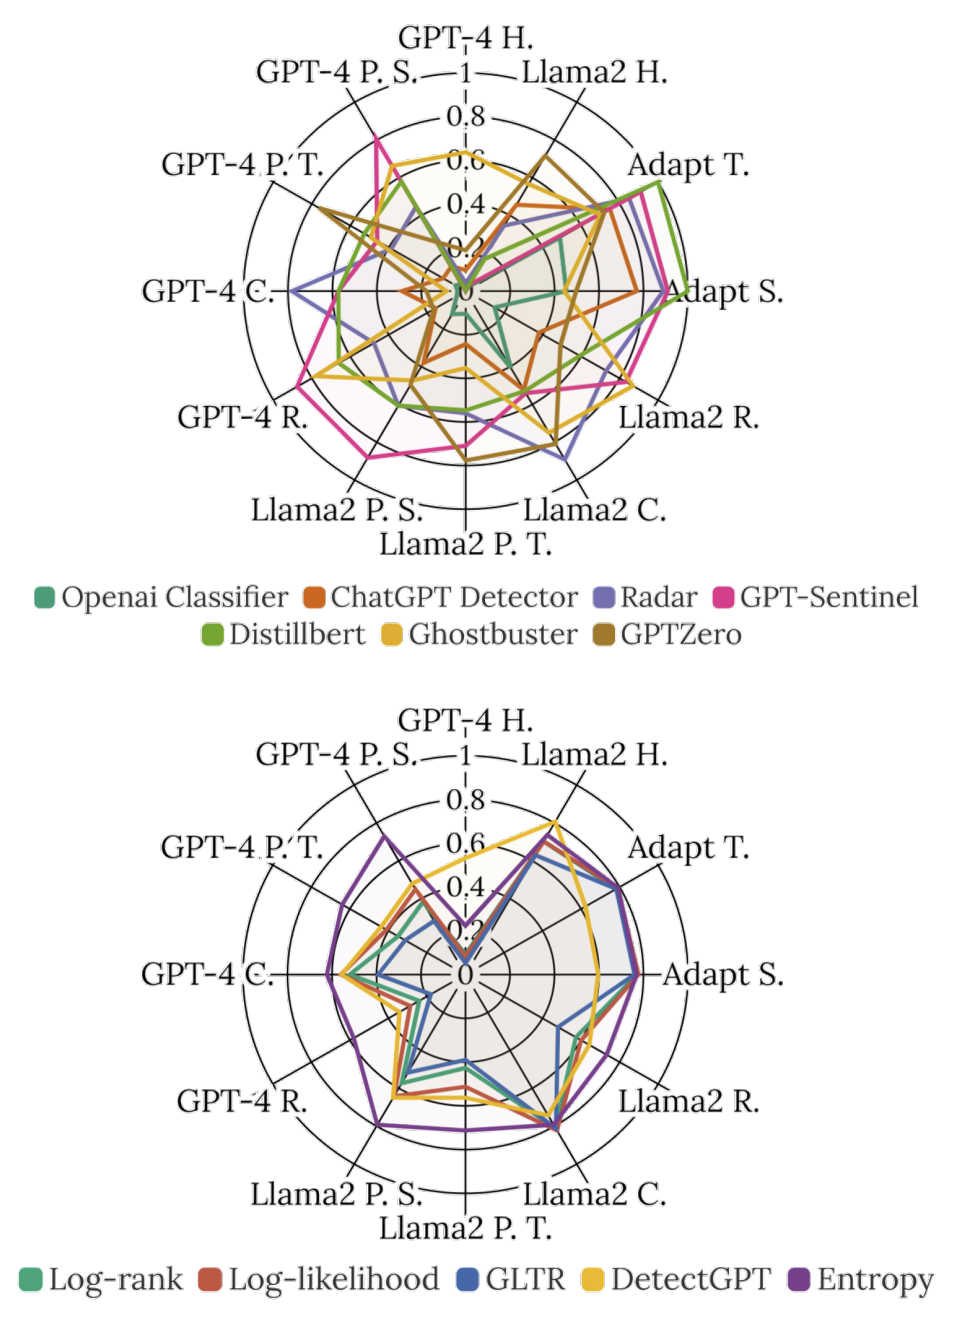 GPT-4 H.
GPT-4 P. S.
1
Llama2 H.
0.8
GPT-4 P. T.
0.6
Adapt T.
0.4
0.2
GPT-4 C.
0
Adapt S.
GPT-4 R.
Llama2 R.
Llama2 P. S.
Llama2 C.
Llama2 P. T.
Openai Classifier ChatGPT Detector Radar GPT-Sentinel
Distillbert Ghostbuster GPTZero
GPT-4 H.
GPT-4 P. S.
1
Llama2 H.
0.8
GPT-4 P. T.
0.6
Adapt T.
0.4
0.2
GPT-4 C.
0
Adapt S.
GPT-4 R.
Llama2 R.
Llama2 P. S.
Llama2 C.
Llama2 P. T.
Log-rank Log-likelihood GLTR DetectGPT Entropy